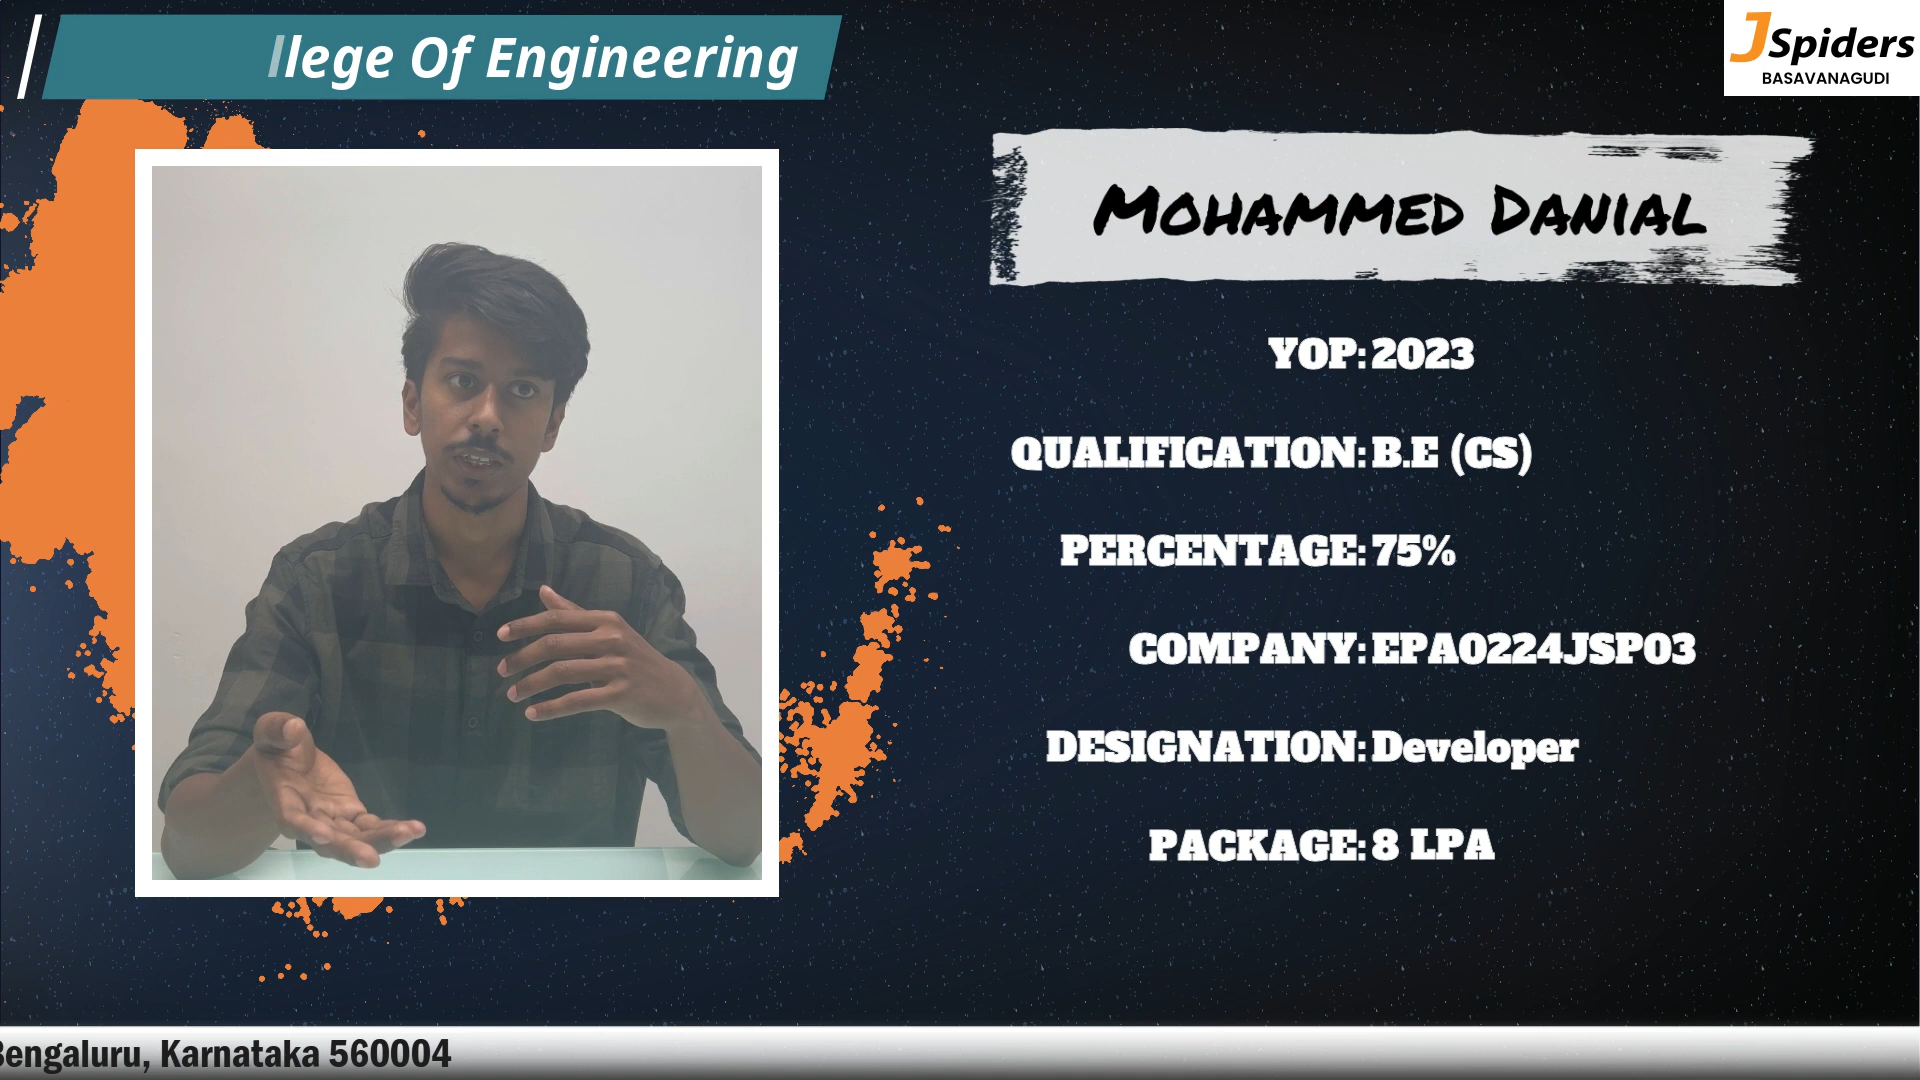 llege Of Engineering
JSpiders
BASAVANAGUDI
MOHAMMED DANIAL
YOP: 2023
QUALIFICATION: B.E (CS)
PERCENTAGE: 75%
COMPANY: EPA0224JSP03
DESIGNATION: Developer
PACKAGE: 8 LPA
Bengaluru, Karnataka 560004